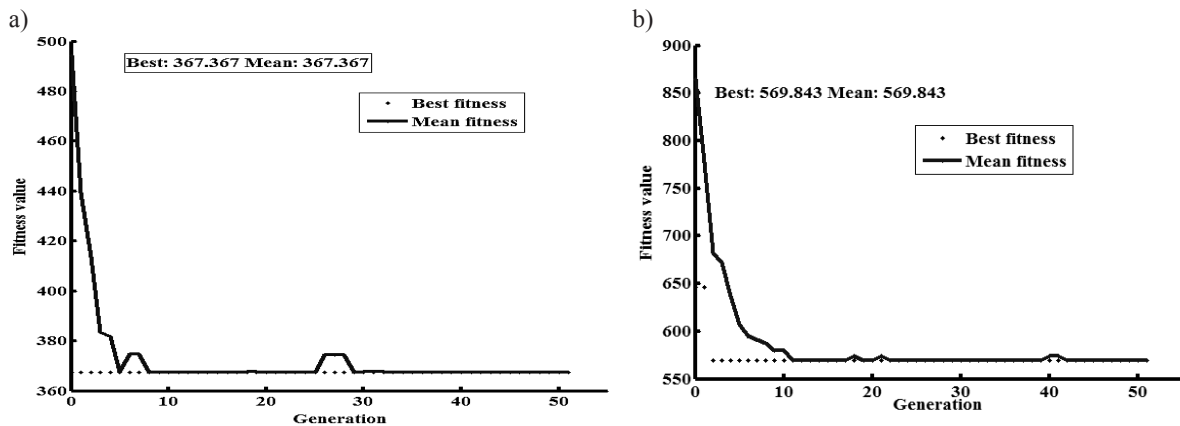 a)
500
480
460
440
420
400
380
360
Fitness value
Best: 367.367 Mean: 367.367
Best fitness
Mean fitness
0
10
20
30
40
50
Generation
b)
900
850
800
750
700
650
600
550
Fitness value
Best: 569.843 Mean: 569.843
Best fitness
Mean fitness
0
10
20
30
40
50
Generation